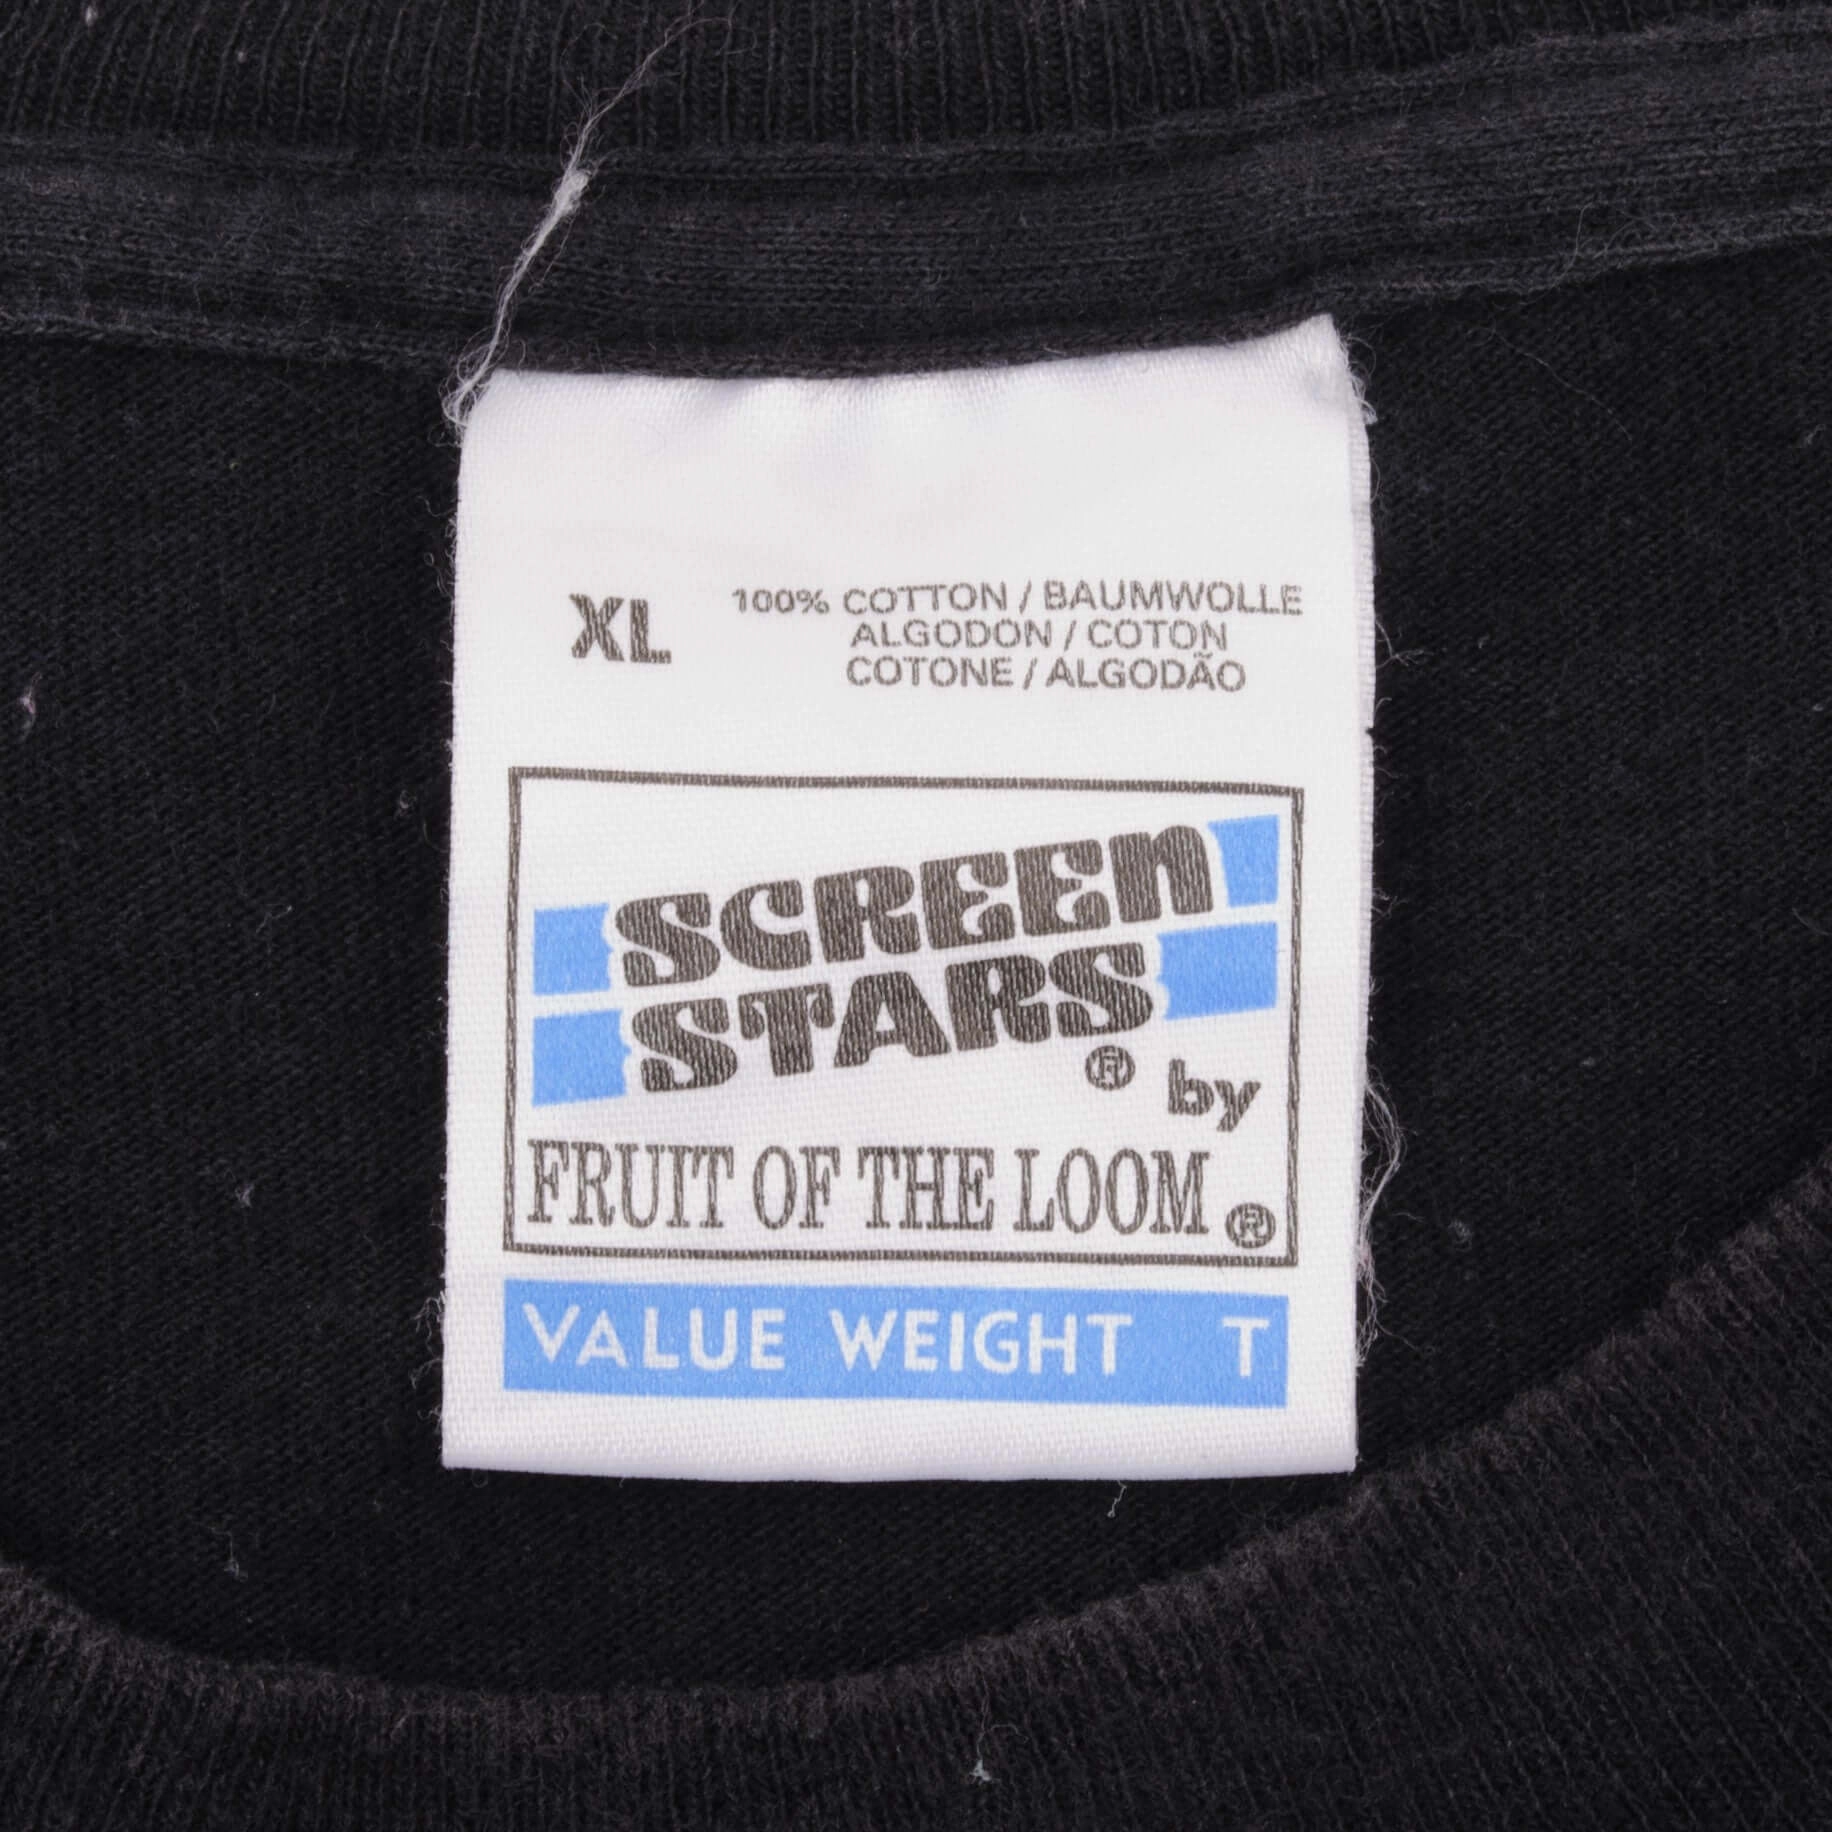 XL
100% COTTON / BAUMWOLLE
ALGODON / COTON
COTONE / ALGODÃO
SCREEN
STARS
® by
FRUIT OF THE LOOM ®
VALUE WEIGHT T